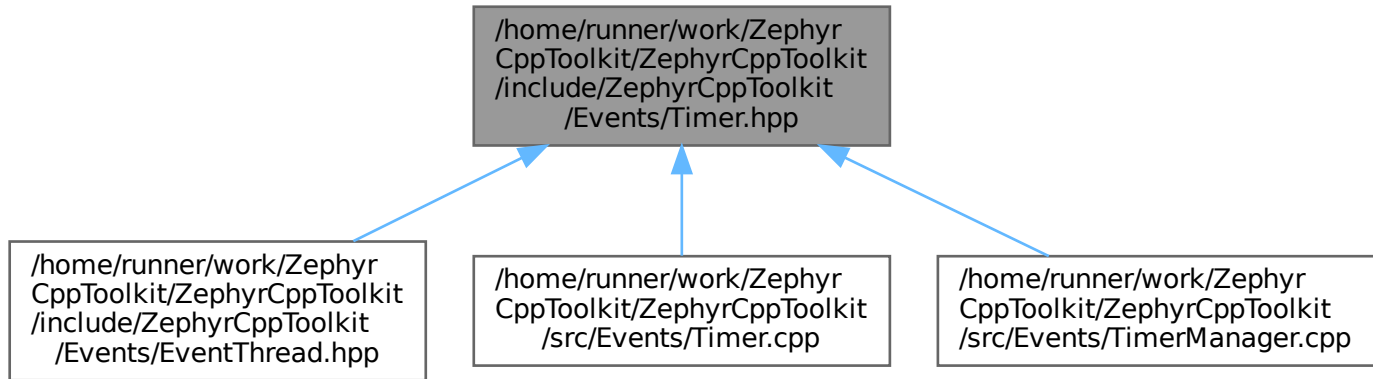 /home/runner/work/Zephyr
CppToolkit/ZephyrCppToolkit
/include/ZephyrCppToolkit
/Events/Timer.hpp
/home/runner/work/Zephyr
CppToolkit/ZephyrCppToolkit
/include/ZephyrCppToolkit
/Events/EventThread.hpp
/home/runner/work/Zephyr
CppToolkit/ZephyrCppToolkit
/src/Events/Timer.cpp
/home/runner/work/Zephyr
CppToolkit/ZephyrCppToolkit
/src/Events/TimerManager.cpp